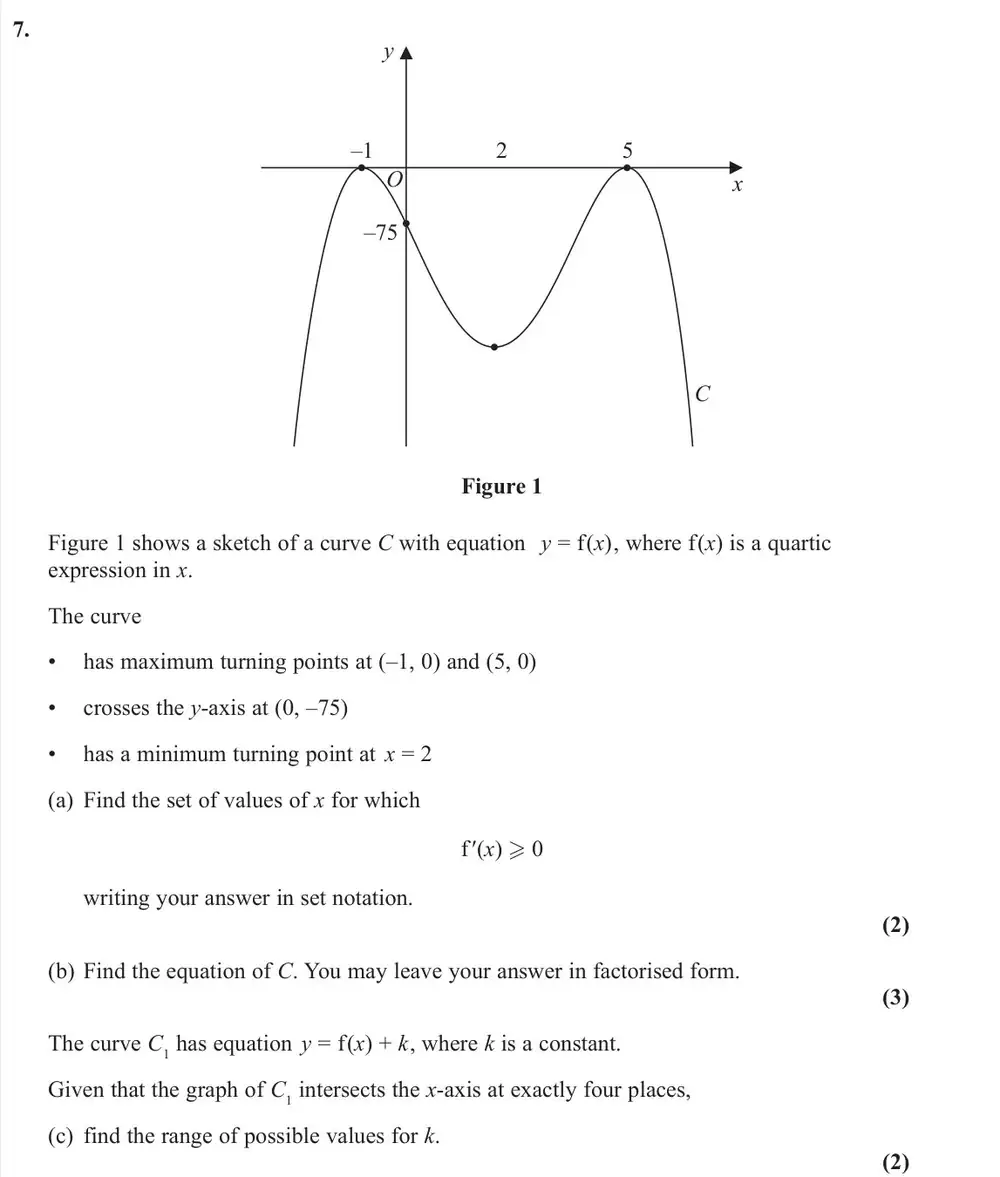 7.
y
–1 2 5
O
x
–75
C
Figure 1
Figure 1 shows a sketch of a curve C with equation y = f(x), where f(x) is a quartic
expression in x.
The curve
• has maximum turning points at (–1, 0) and (5, 0)
• crosses the y-axis at (0, –75)
• has a minimum turning point at x = 2
(a) Find the set of values of x for which
f′(x) ⩾ 0
writing your answer in set notation.
(2)
(b) Find the equation of C. You may leave your answer in factorised form.
(3)
The curve C₁ has equation y = f(x) + k, where k is a constant.
Given that the graph of C₁ intersects the x-axis at exactly four places,
(c) find the range of possible values for k.
(2)